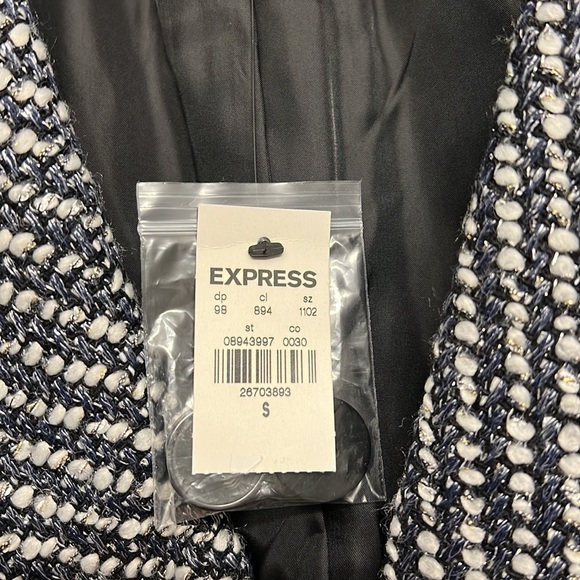 EXPRESS
dp cl sz
98 894 1102
st co
08943997 0030
26703893
S